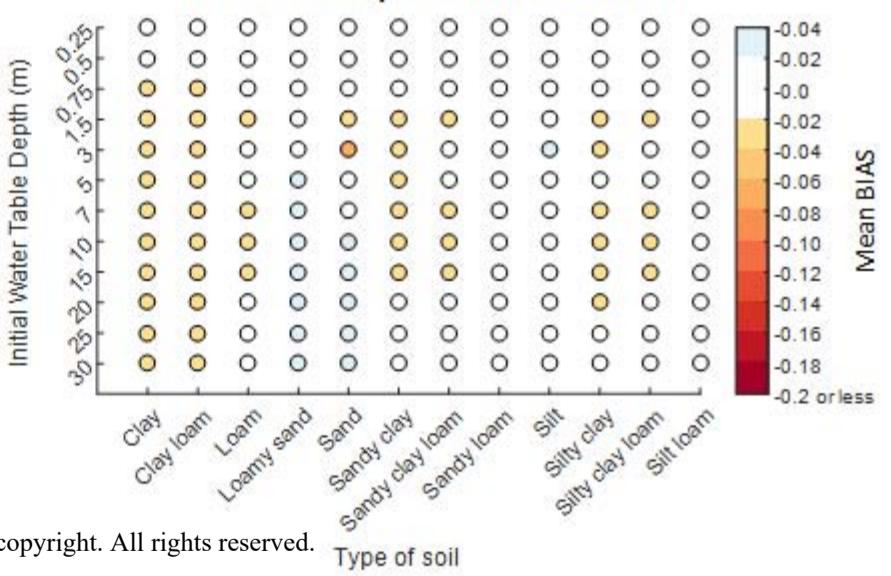 0.25
0.5
0.75
1.5
3
5
7
10
15
20
25
30
Initial Water Table Depth (m)
Clay
Clay loam
Loam
Loamy sand
Sand
Sandy clay
Sandy clay loam
Sandy loam
Silt
Silty clay
Silty clay loam
Silt loam
Type of soil
-0.04
-0.02
-0.0
-0.02
-0.04
-0.06
-0.08
-0.10
-0.12
-0.14
-0.16
-0.18
-0.2 or less
Mean BIAS
copyright. All rights reserved.